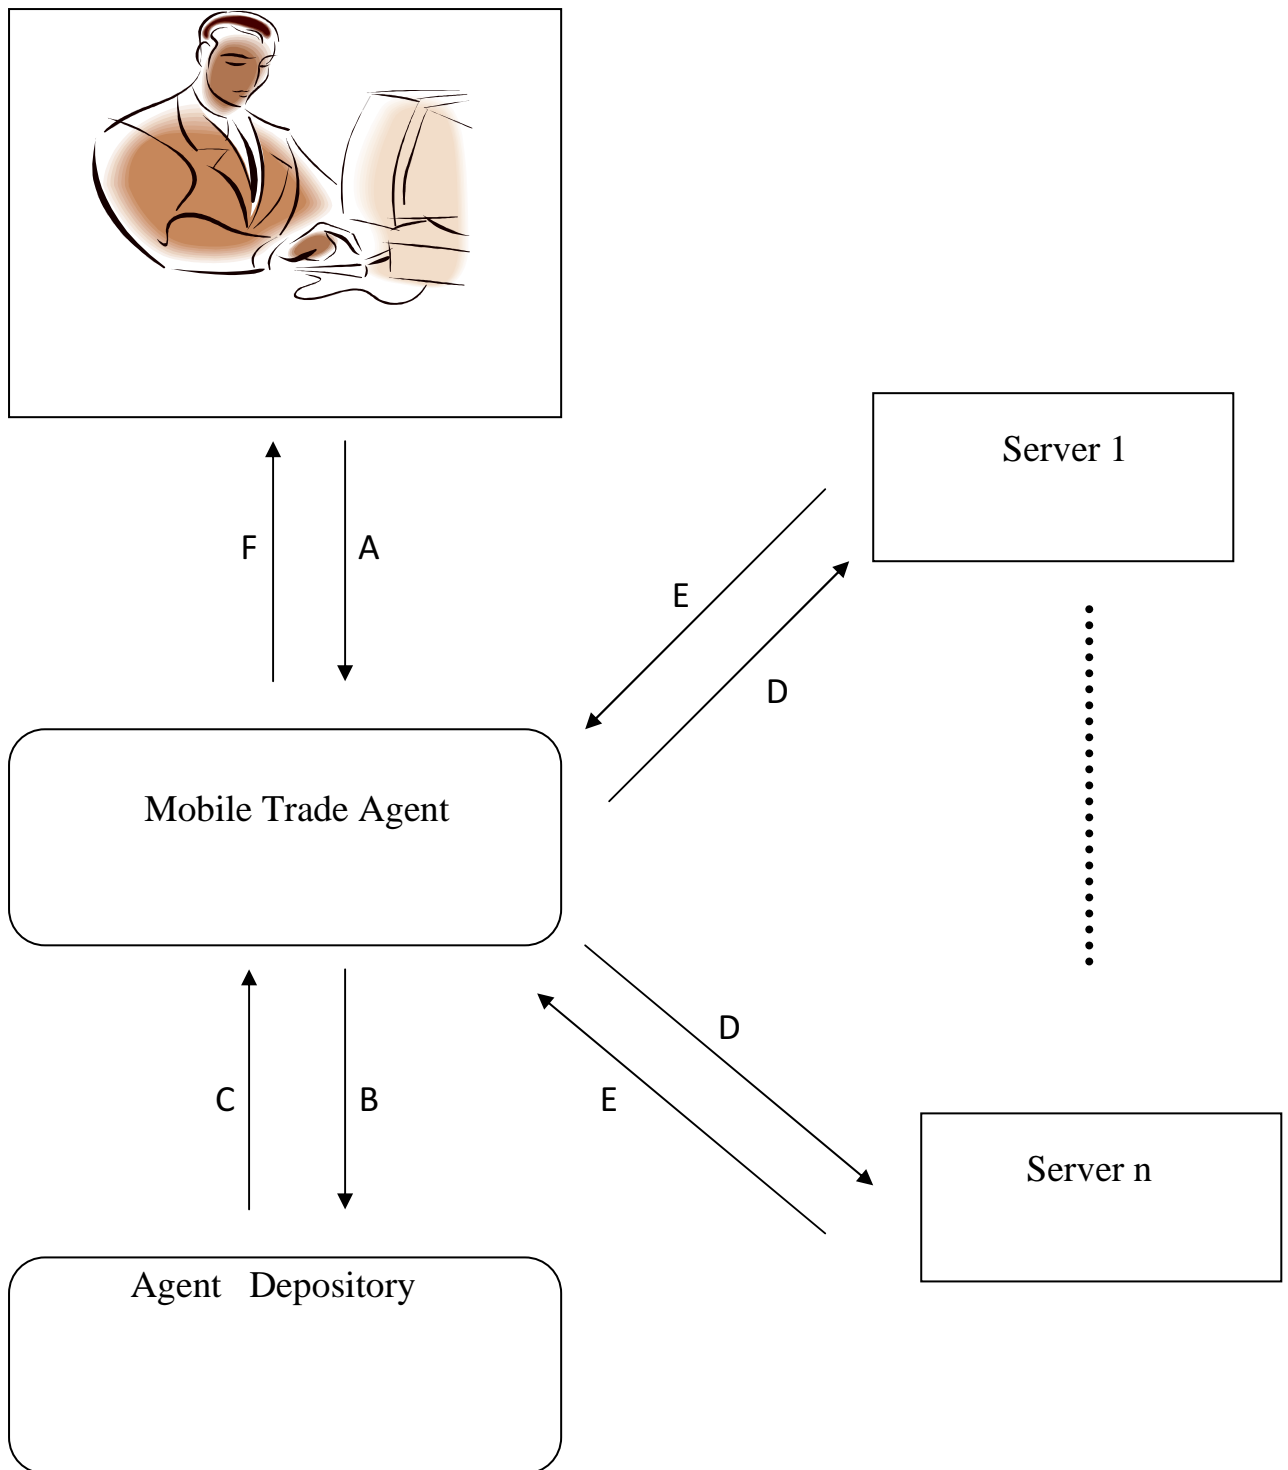 Server 1
F
A
E
D
Mobile Trade Agent
D
C
B
E
Server n
Agent Depository